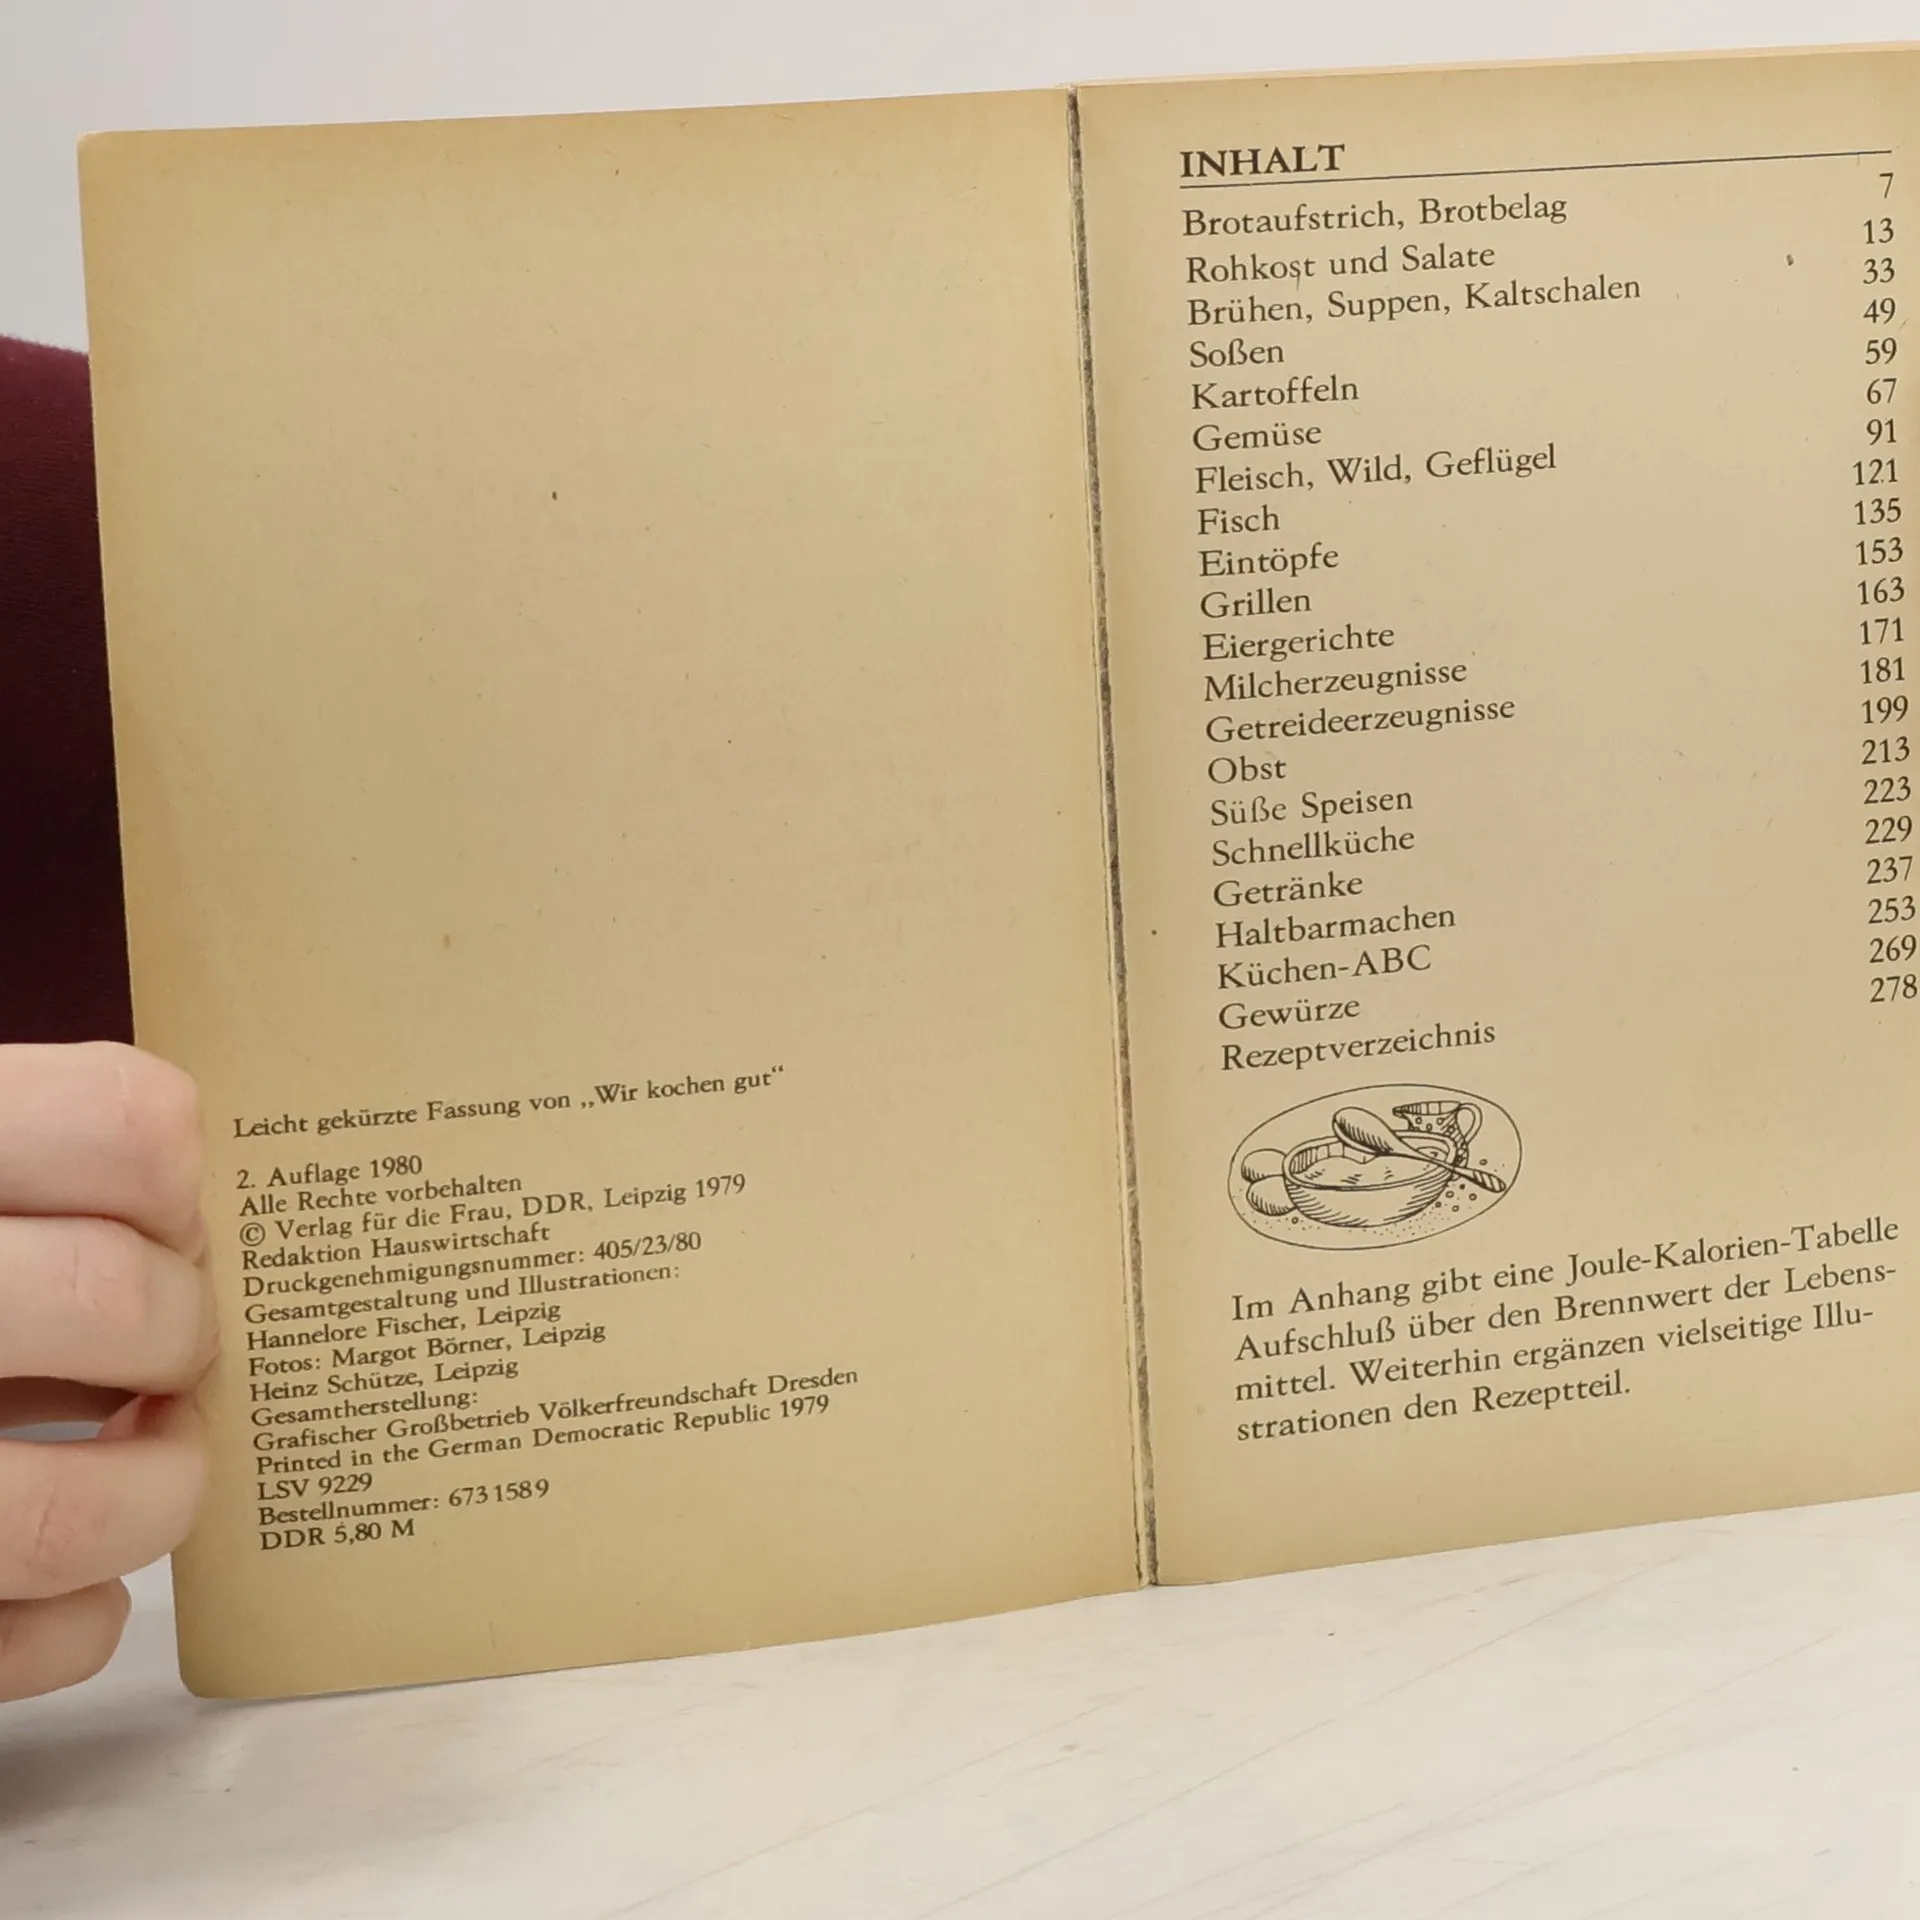 Leicht gekürzte Fassung von „Wir kochen gut“
2. Auflage 1980
Alle Rechte vorbehalten
© Verlag für die Frau, DDR, Leipzig 1979
Redaktion Hauswirtschaft
Druckgenehmigungsnummer: 405/23/80
Gesamtgestaltung und Illustrationen:
Hannelore Fischer, Leipzig
Fotos: Margot Börner, Leipzig
Heinz Schütze, Leipzig
Gesamtherstellung:
Grafischer Großbetrieb Völkerfreundschaft Dresden
Printed in the German Democratic Republic 1979
LSV 9229
Bestellnummer: 673 158 9
DDR 5,80 M
INHALT
Brotaufstrich, Brotbelag 7
Rohkost und Salate 13
Brühen, Suppen, Kaltschalen 33
Soßen 49
Kartoffeln 59
Gemüse 67
Fleisch, Wild, Geflügel 91
Fisch 121
Eintöpfe 135
Grillen 153
Eiergerichte 163
Milcherzeugnisse 171
Getreideerzeugnisse 181
Obst 199
Süße Speisen 213
Schnellküche 223
Getränke 229
Haltbarmachen 237
Küchen-ABC 253
Gewürze 269
Rezeptverzeichnis 278
Im Anhang gibt eine Joule-Kalorien-Tabelle
Aufschluß über den Brennwert der Lebens-
mittel. Weiterhin ergänzen vielseitige Illu-
strationen den Rezeptteil.